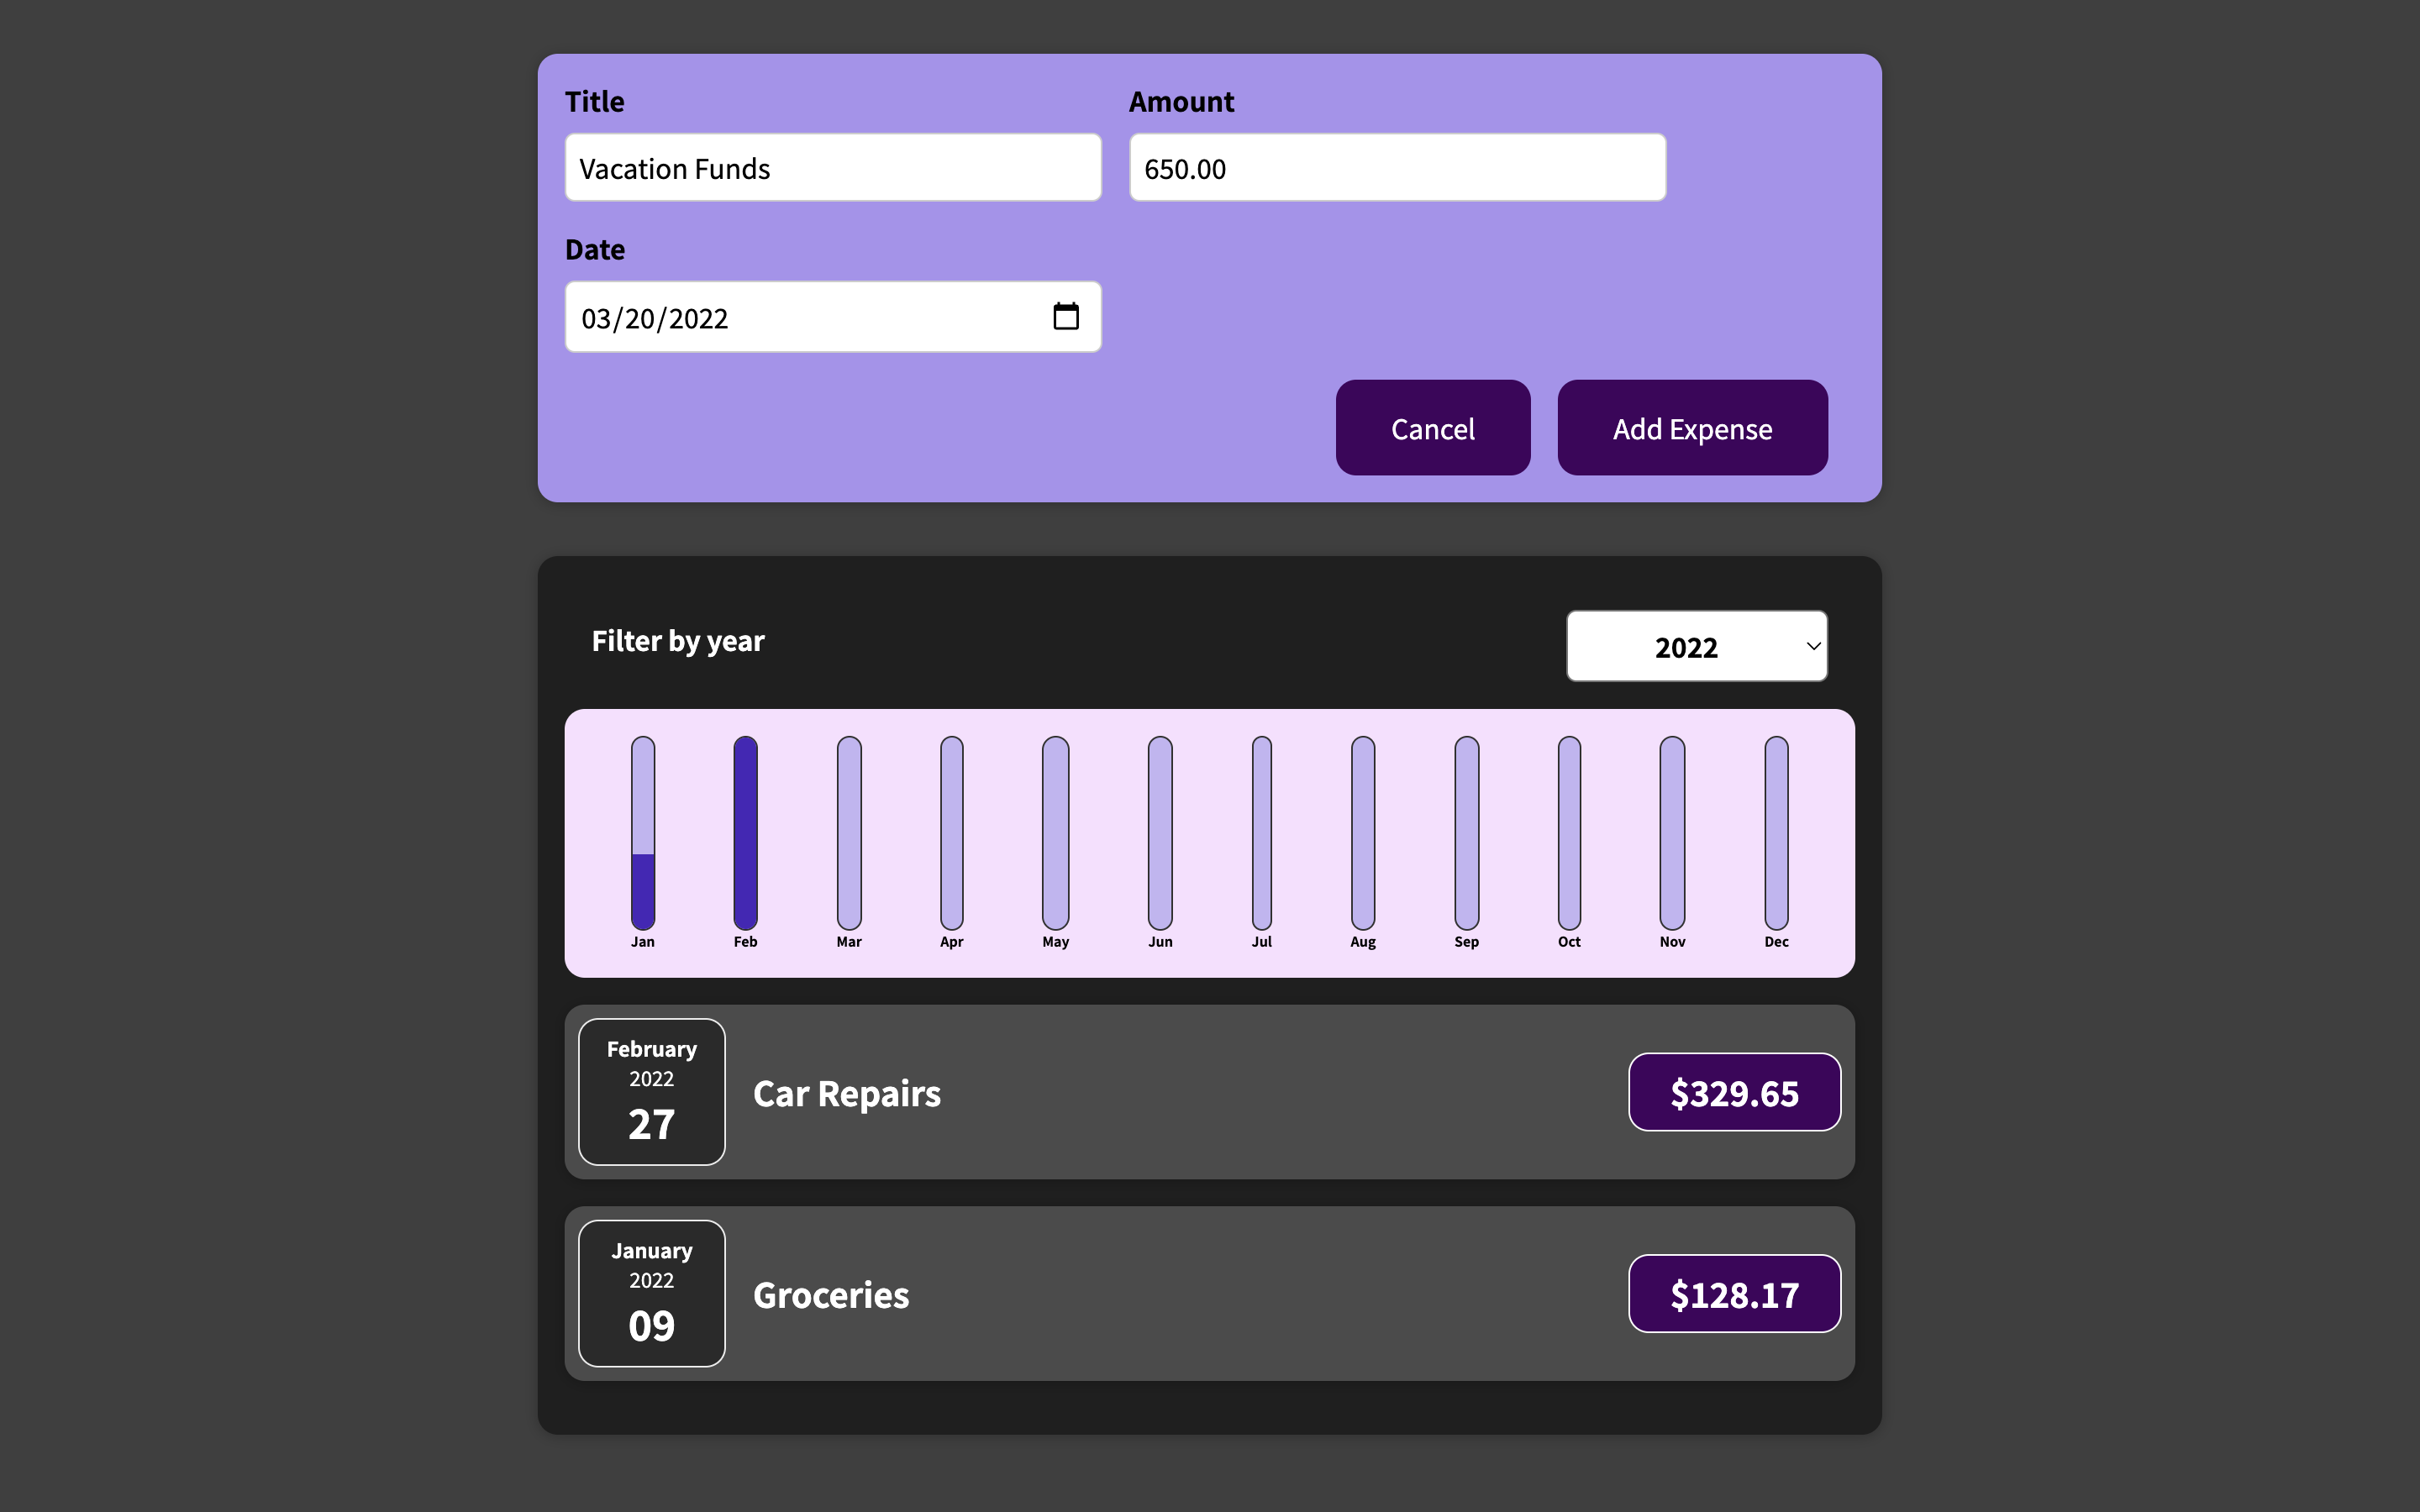 Title
Amount
Vacation Funds
650.00
Date
03/20/2022
Cancel
Add Expense
Filter by year
2022
Jan
Feb
Mar
Apr
May
Jun
Jul
Aug
Sep
Oct
Nov
Dec
February
2022
27
Car Repairs
$329.65
January
2022
09
Groceries
$128.17